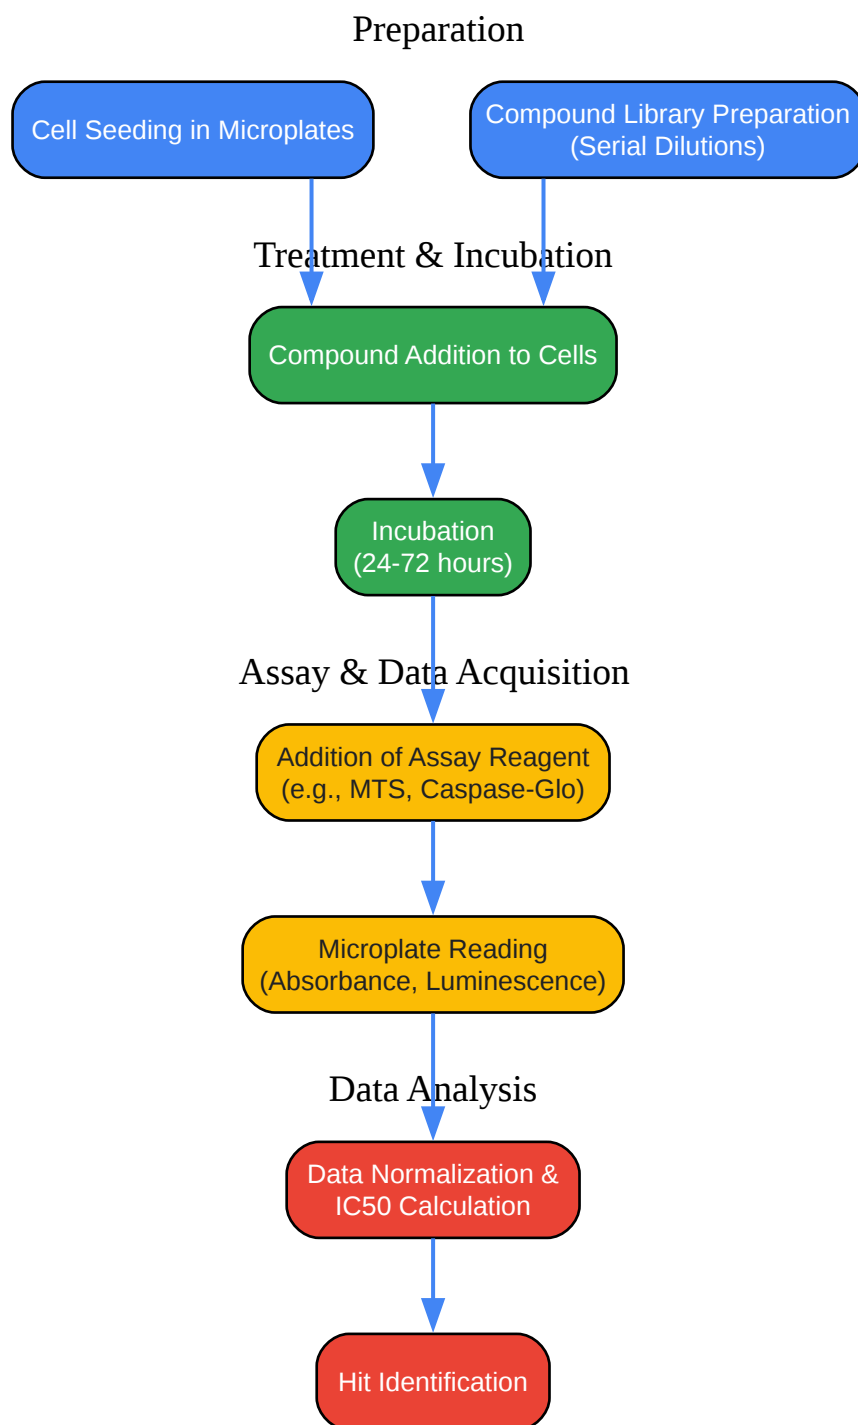 Preparation
Cell Seeding in Microplates
Compound Library Preparation
(Serial Dilutions)
Treatment & Incubation
Compound Addition to Cells
Incubation
(24-72 hours)
Assay & Data Acquisition
Addition of Assay Reagent
(e.g., MTS, Caspase-Glo)
Microplate Reading
(Absorbance, Luminescence)
Data Analysis
Data Normalization &
IC50 Calculation
Hit Identification